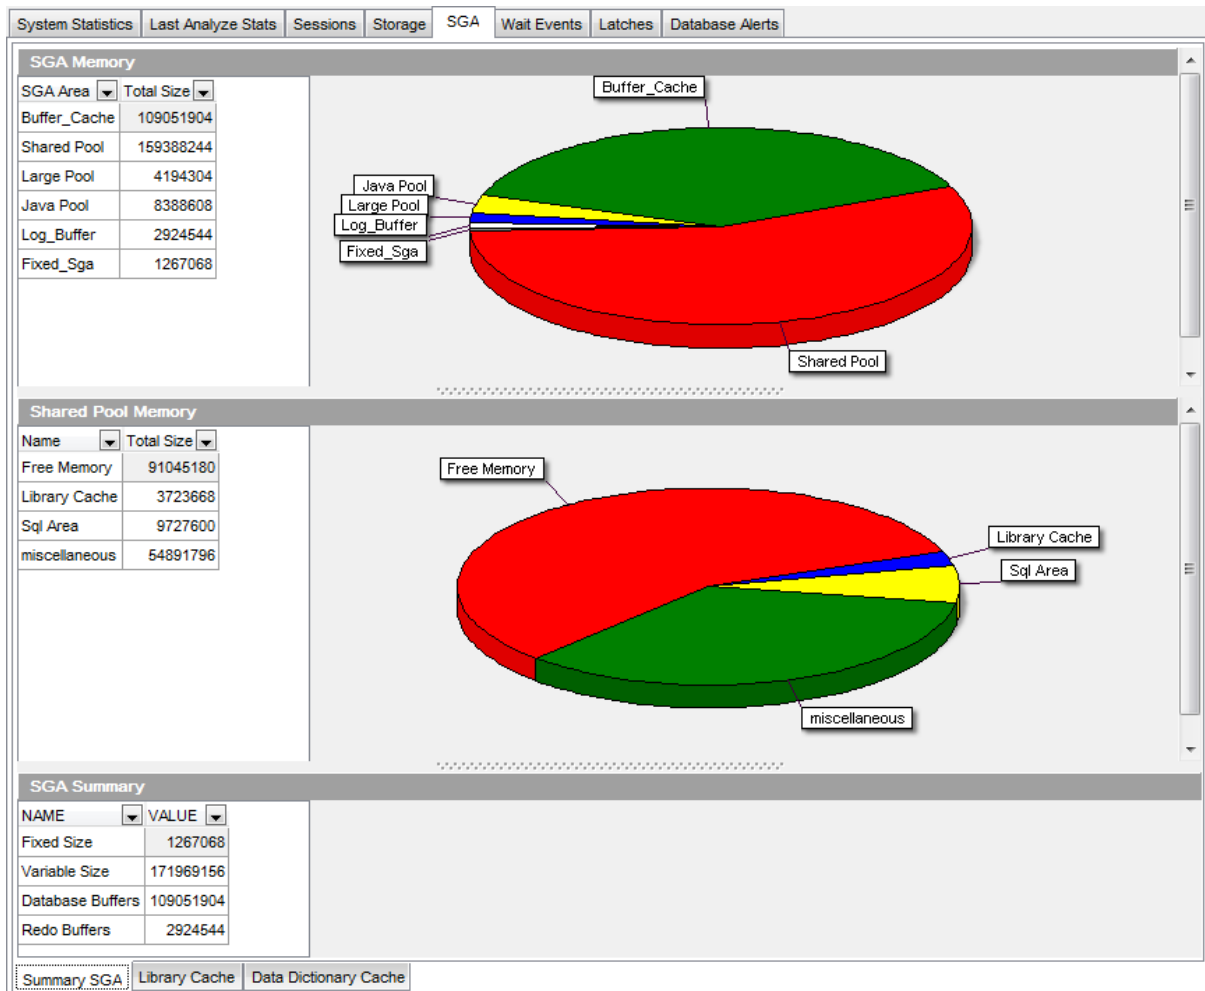 System Statistics Last Analyze Stats Sessions Storage SGA Wait Events Latches Database Alerts
SGA Memory
SGA Area Total Size
Buffer_Cache 109051904
Shared Pool 159388244
Large Pool 4194304
Java Pool 8388608
Log_Buffer 2924544
Fixed_Sga 1267068
Buffer_Cache
Java Pool
Large Pool
Log_Buffer
Fixed_Sga
Shared Pool
Shared Pool Memory
Name Total Size
Free Memory 91045180
Library Cache 3723668
Sql Area 9727600
miscellaneous 54891796
Free Memory
Library Cache
Sql Area
miscellaneous
SGA Summary
NAME VALUE
Fixed Size 1267068
Variable Size 171969156
Database Buffers 109051904
Redo Buffers 2924544
Summary SGA Library Cache Data Dictionary Cache